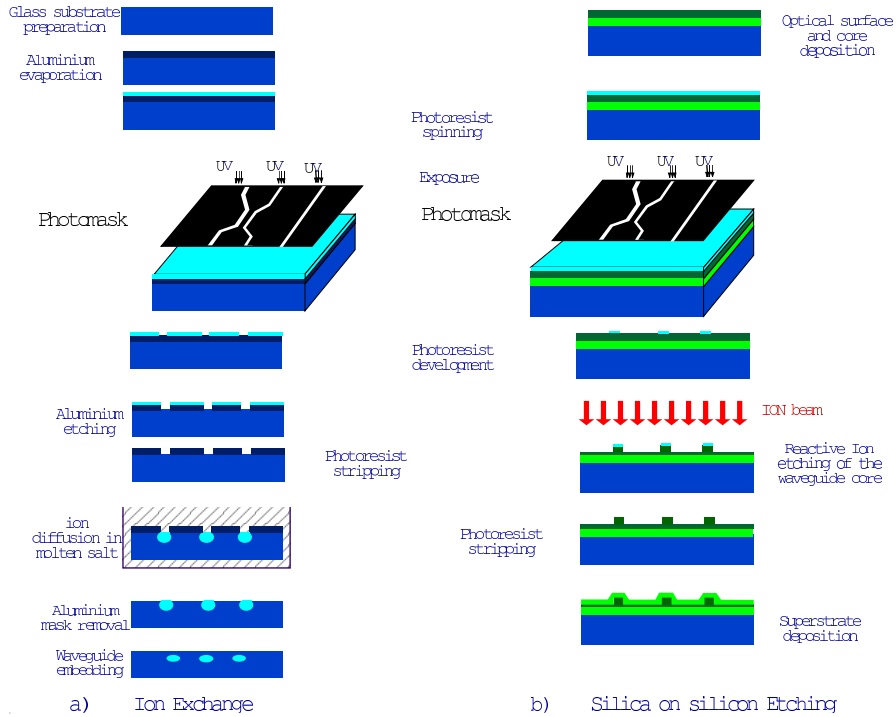 Glass substrate
preparation
Aluminium
evaporation
UV
UV
UV
Photomask
Aluminium
etching
Photoresist
stripping
ion
diffusion in
molten salt
Aluminium
mask removal
Waveguide
embedding
a) Ion Exchange
Optical surface
and core
deposition
Photoresist
spinning
Exposure
UV
UV
UV
Photomask
Photoresist
development
ION beam
Reactive Ion
etching of the
waveguide core
Photoresist
stripping
Superstrate
deposition
b) Silica on silicon Etching